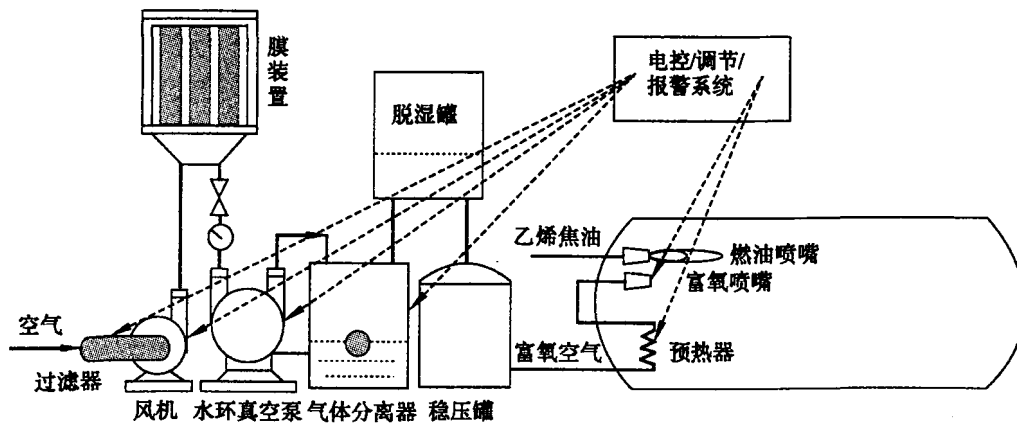 膜装置
电控/调节/
报警系统
脱湿罐
乙烯焦油
燃油喷嘴
富氧喷嘴
空气
富氧空气
预热器
过滤器
风机
水环真空泵
气体分离器
稳压罐